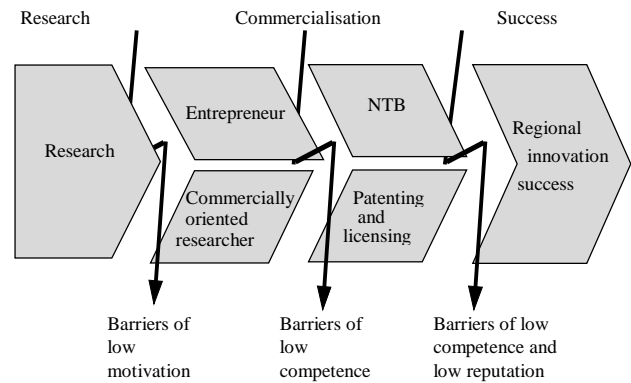 Research
Commercialisation
Success
Research
Entrepreneur
Commercially
oriented
researcher
NTB
Patenting
and
licensing
Regional
innovation
success
Barriers of
low
motivation
Barriers of
low
competence
Barriers of low
competence and
low reputation